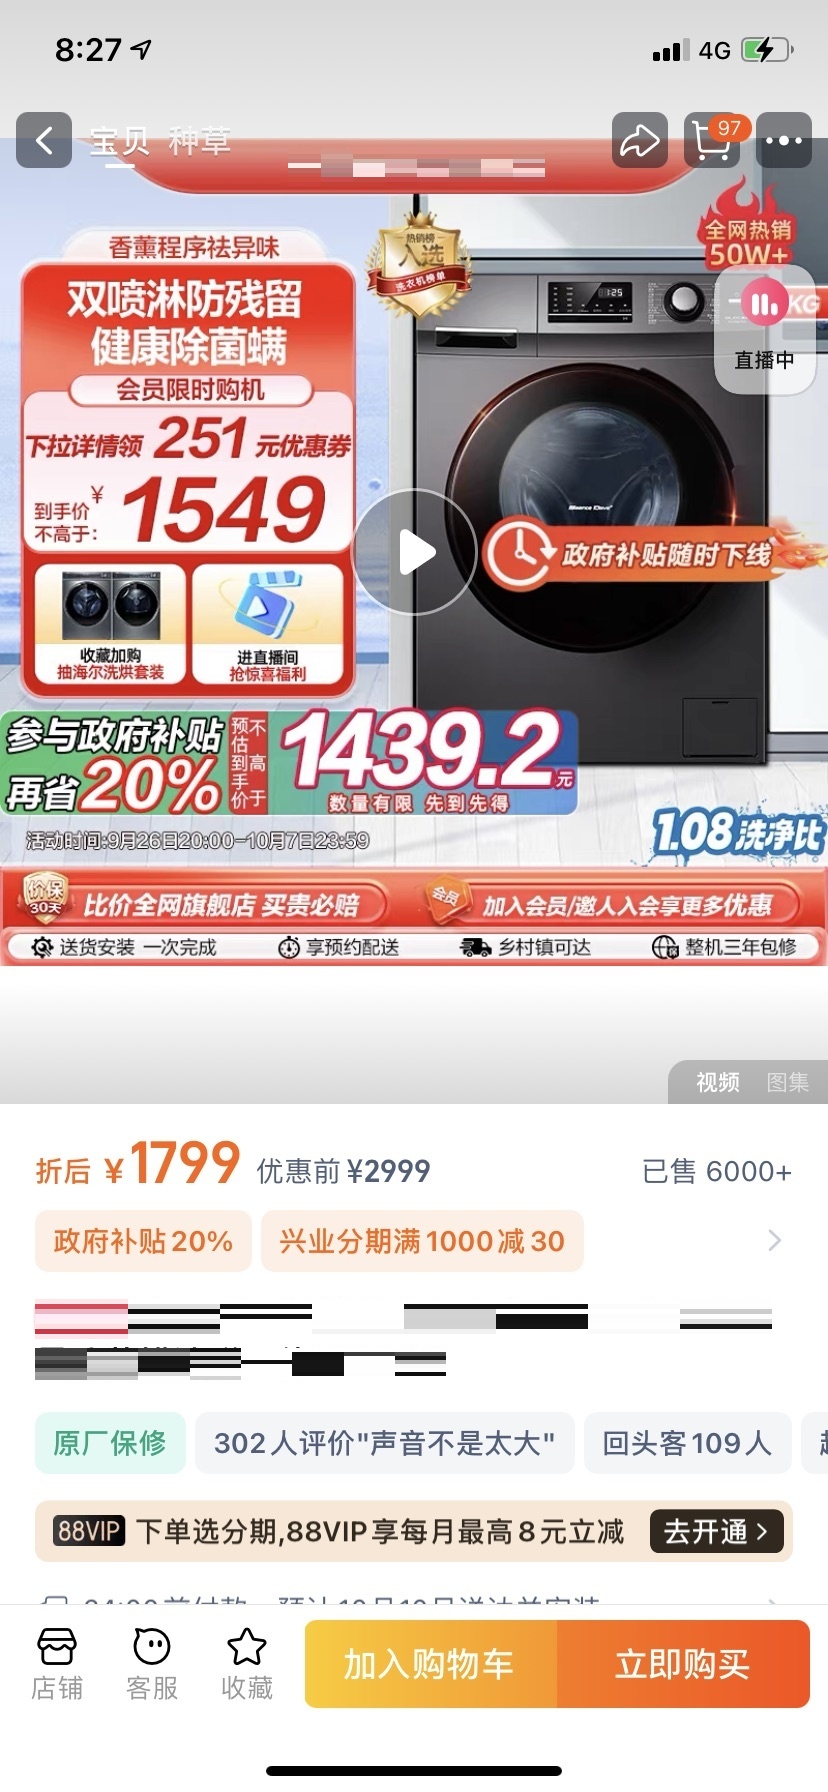 8:27
4G
宝贝 种草
97
香薰程序祛异味
双喷淋防残留
健康除菌螨
会员限时购机
下拉详情领 251 元优惠券
到手价
不高于：
¥1549
收藏加购
抽海尔洗烘套装
进直播间
抢惊喜福利
热销榜
入选
洗衣机榜单
全网热销
50W+
KG
直播中
1:25
政府补贴随时下线
参与政府补贴
再省20%
预估到手价
不高于
1439.2元
数量有限 先到先得
活动时间:9月26日20:00-10月7日23:59
1.08洗净比
价保
30天
比价全网旗舰店 买贵必赔
会员
加入会员/邀人入会享更多优惠
送货安装 一次完成
享预约配送
乡村镇可达
整机三年包修
视频 图集
折后 ¥1799 优惠前 ¥2999
已售 6000+
政府补贴20%
兴业分期满1000减30
原厂保修
302人评价"声音不是太大"
回头客109人
88VIP 下单选分期,88VIP享每月最高8元立减
去开通
店铺
客服
收藏
加入购物车
立即购买